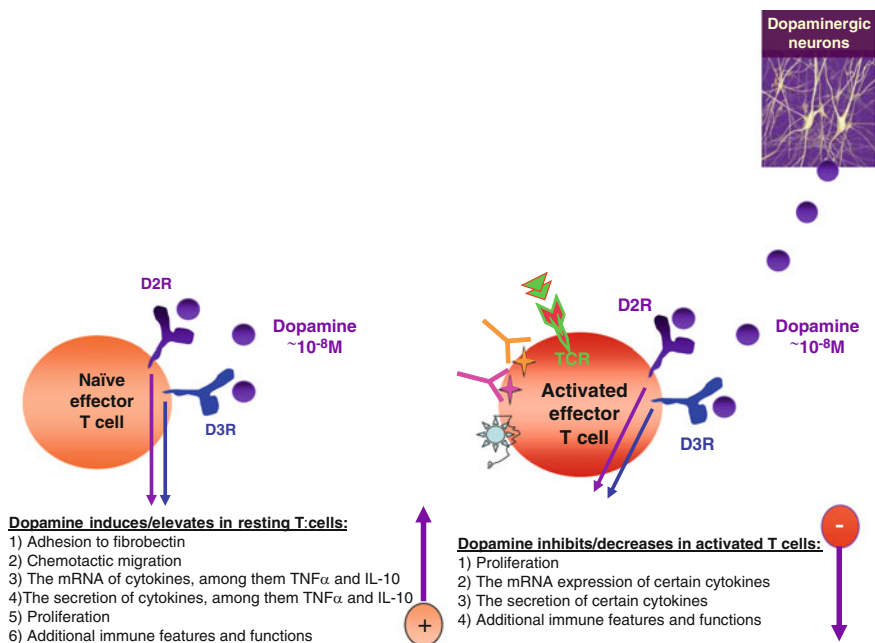 Dopaminergic
neurons
D2R
Dopamine
~10-8M
Naïve
effector
T cell
D3R
TCR
D2R
Dopamine
~10-8M
Activated
effector
T cell
D3R
Dopamine induces/elevates in resting T:cells:
1) Adhesion to fibrobectin
2) Chemotactic migration
3) The mRNA of cytokines, among them TNFα and IL-10
4)The secretion of cytokines, among them TNFα and IL-10
5) Proliferation
6) Additional immune features and functions
+
Dopamine inhibits/decreases in activated T cells:
1) Proliferation
2) The mRNA expression of certain cytokines
3) The secretion of certain cytokines
4) Additional immune features and functions
-